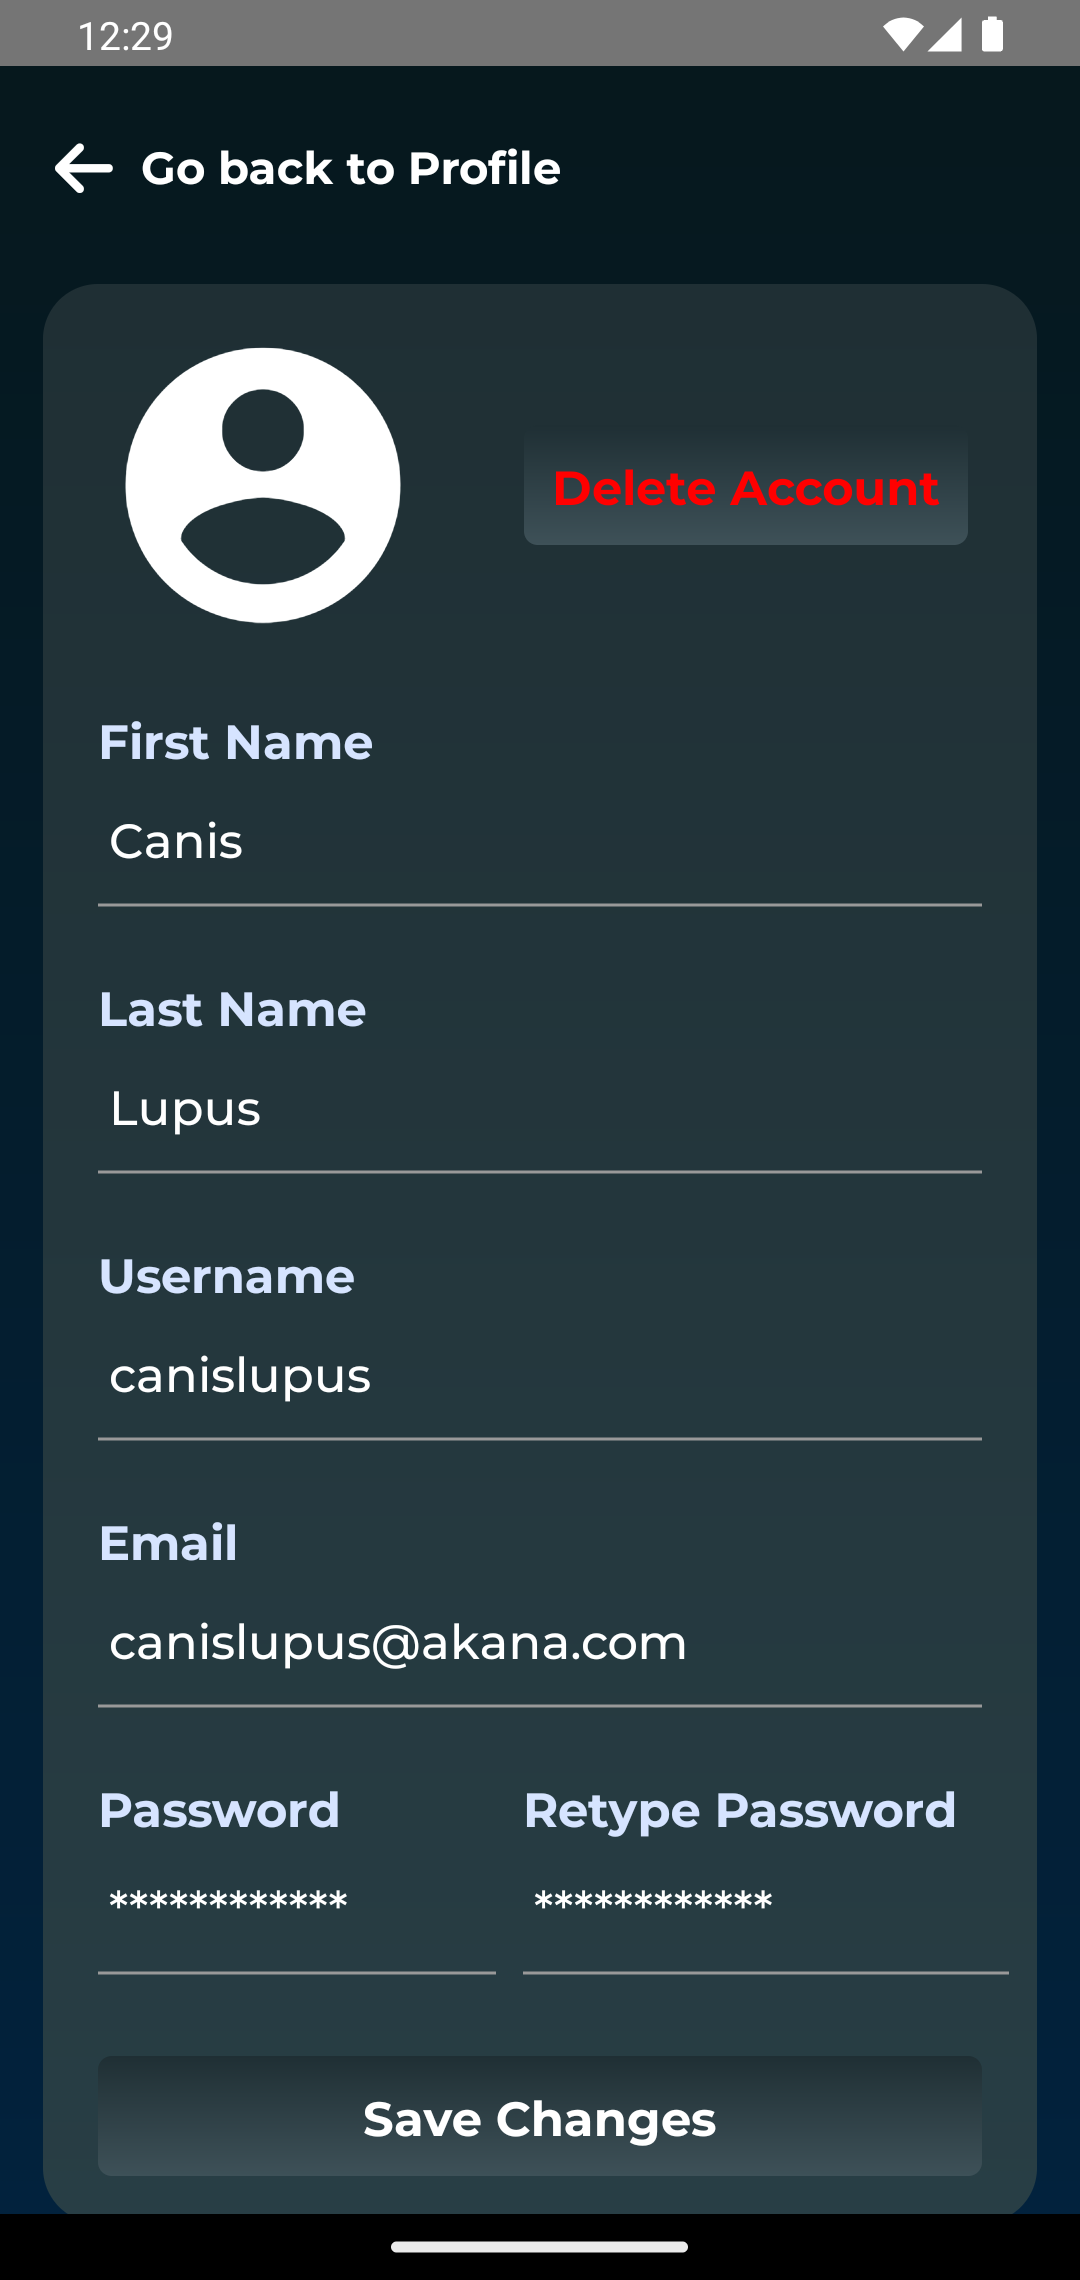 12:29
Go back to Profile
Delete Account
First Name
Canis
Last Name
Lupus
Username
canislupus
Email
canislupus@akana.com
Password Retype Password
************ ************
Save Changes